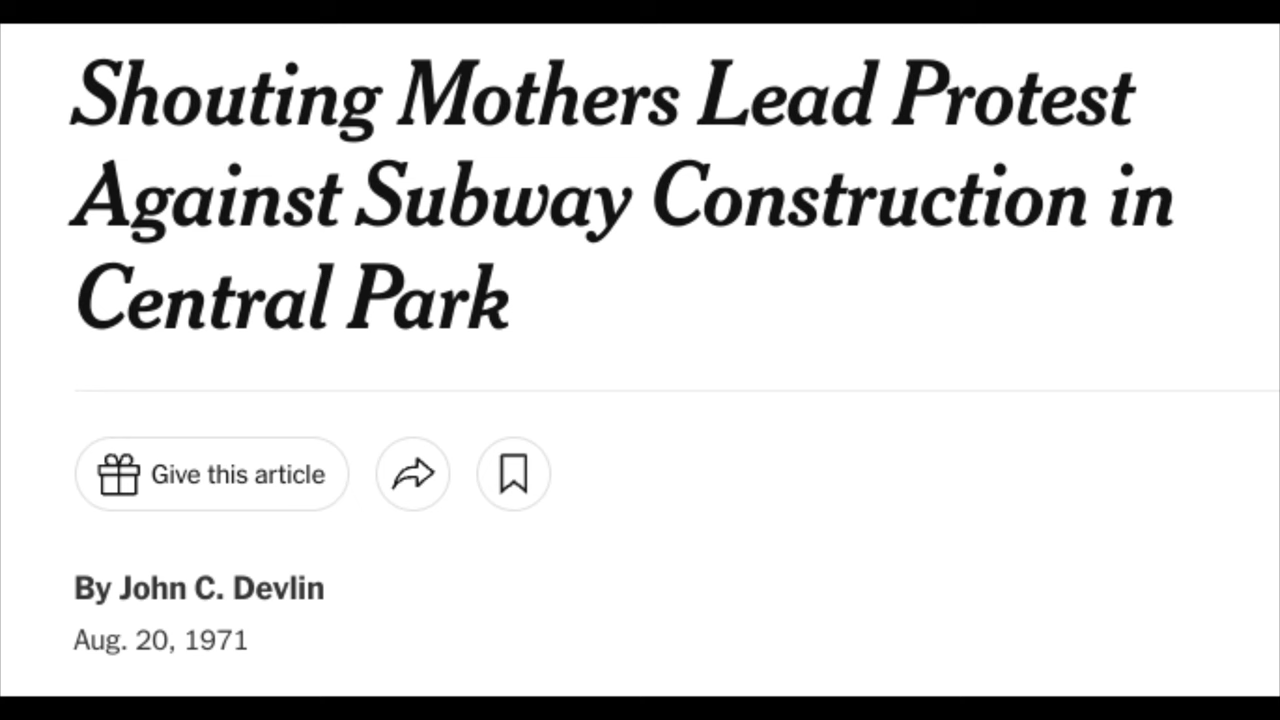 Shouting Mothers Lead Protest
Against Subway Construction in
Central Park
Give this article
By John C. Devlin
Aug. 20, 1971